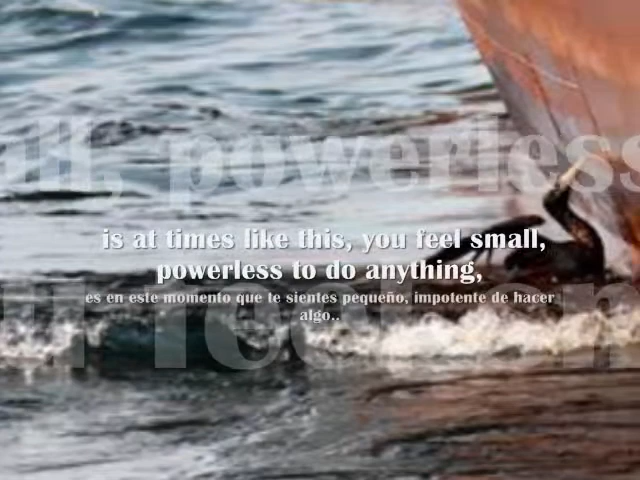 all, powerless
is at times like this, you feel small,
powerless to do anything,
es en este momento que te sientes pequeño, impotente de hacer
algo..